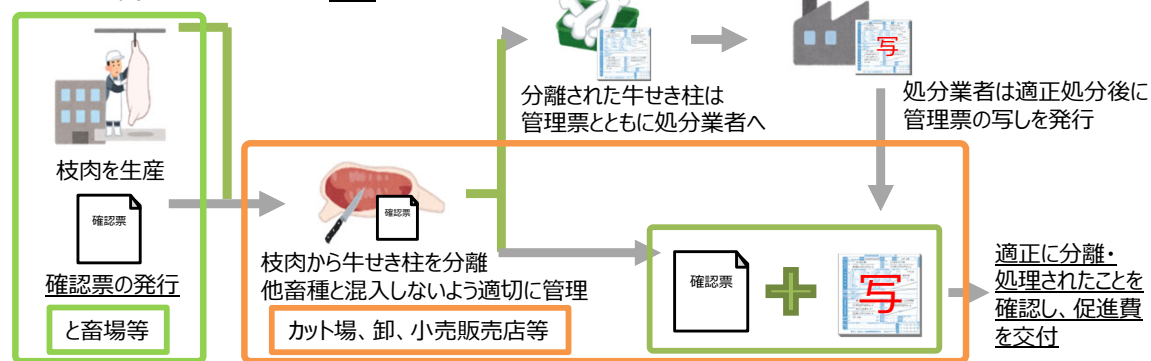 枝肉を生産
確認票
確認票の発行
と畜場等
確認票
枝肉から牛せき柱を分離
他畜種と混入しないよう適切に管理
カット場、卸、小売販売店等
分離された牛せき柱は
管理票とともに処分業者へ
写
処分業者は適正処分後に
管理票の写しを発行
確認票
写
適正に分離・
処理されたことを
確認し、促進費
を交付